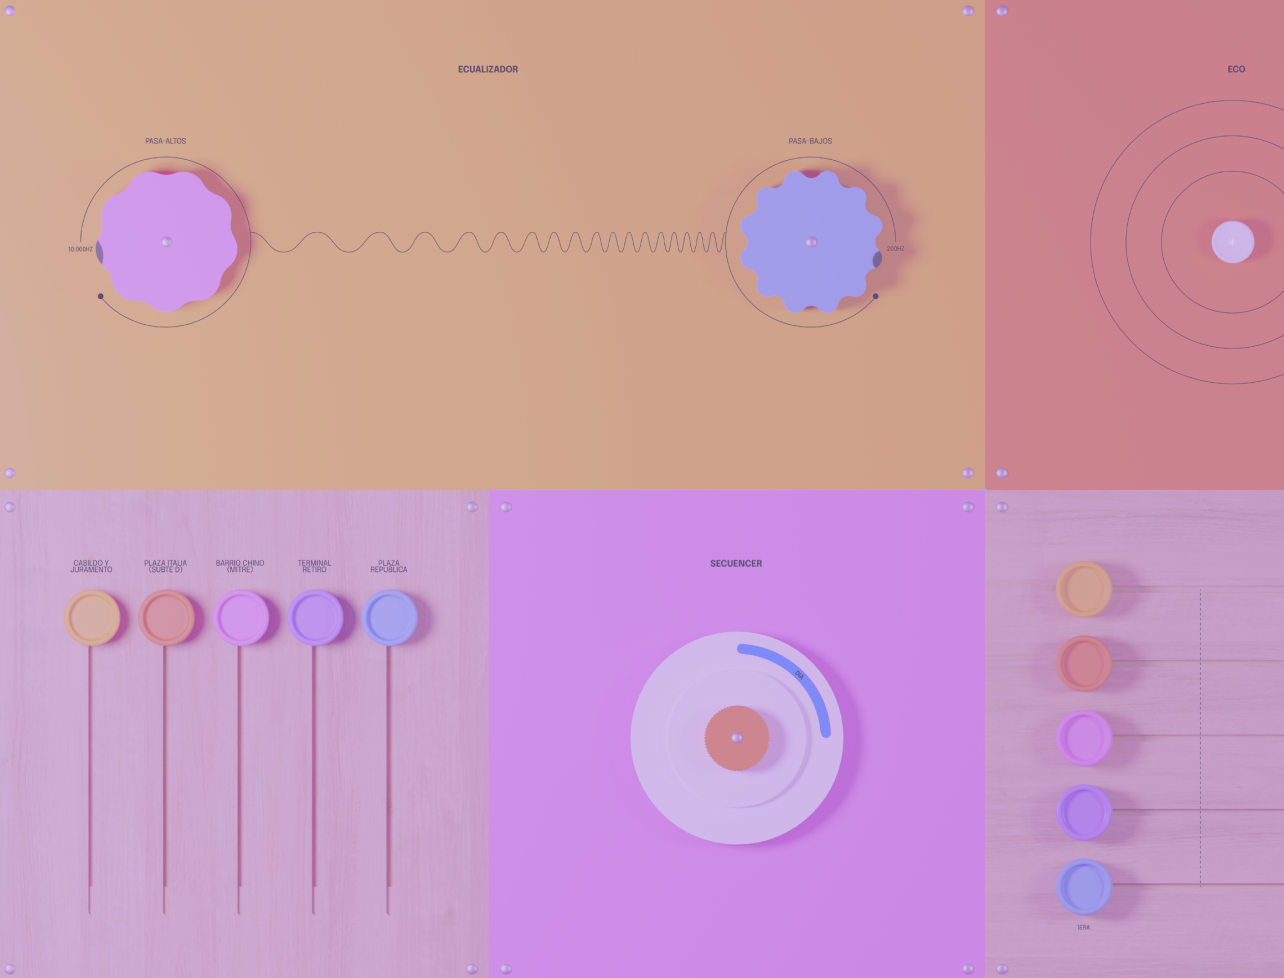 ECUALIZADOR
ECO
PASA-ALTOS
PASA-BAJOS
10.000HZ
200HZ
CABILDO Y
JURAMENTO
PLAZA ITALIA
(SUBTE D)
BARRIO CHINO
(MITRE)
TERMINAL
RETIRO
PLAZA
REPÚBLICA
SECUENCER
DIA
1ERA